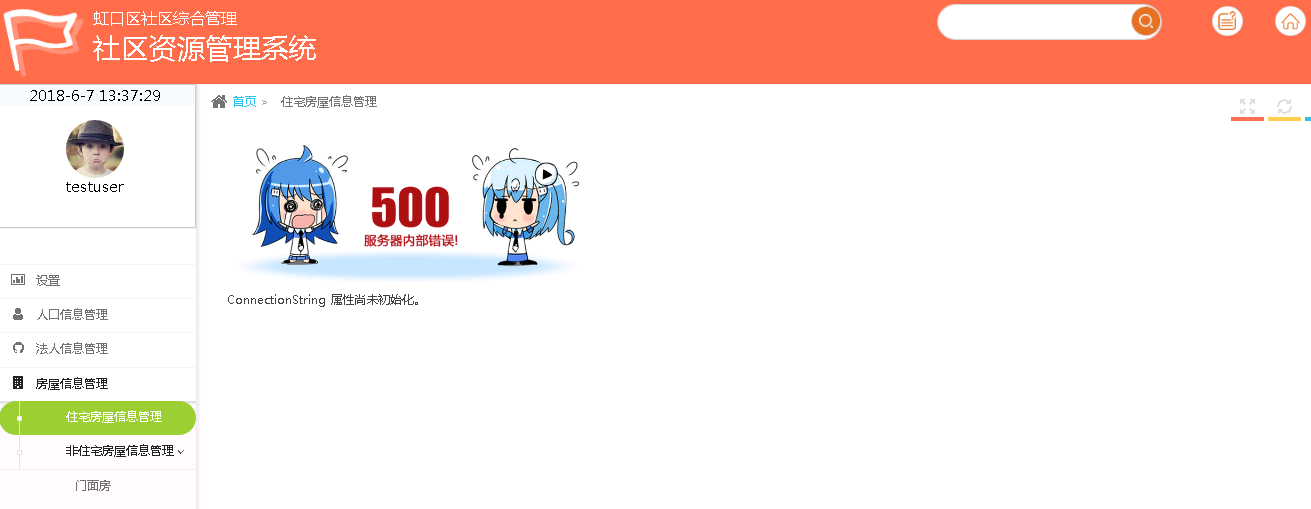 虹口区社区综合管理
社区资源管理系统
2018-6-7 13:37:29
testuser
设置
人口信息管理
法人信息管理
房屋信息管理
住宅房屋信息管理
非住宅房屋信息管理
门面房
首页 > 住宅房屋信息管理
500
服务器内部错误!
ConnectionString 属性尚未初始化。